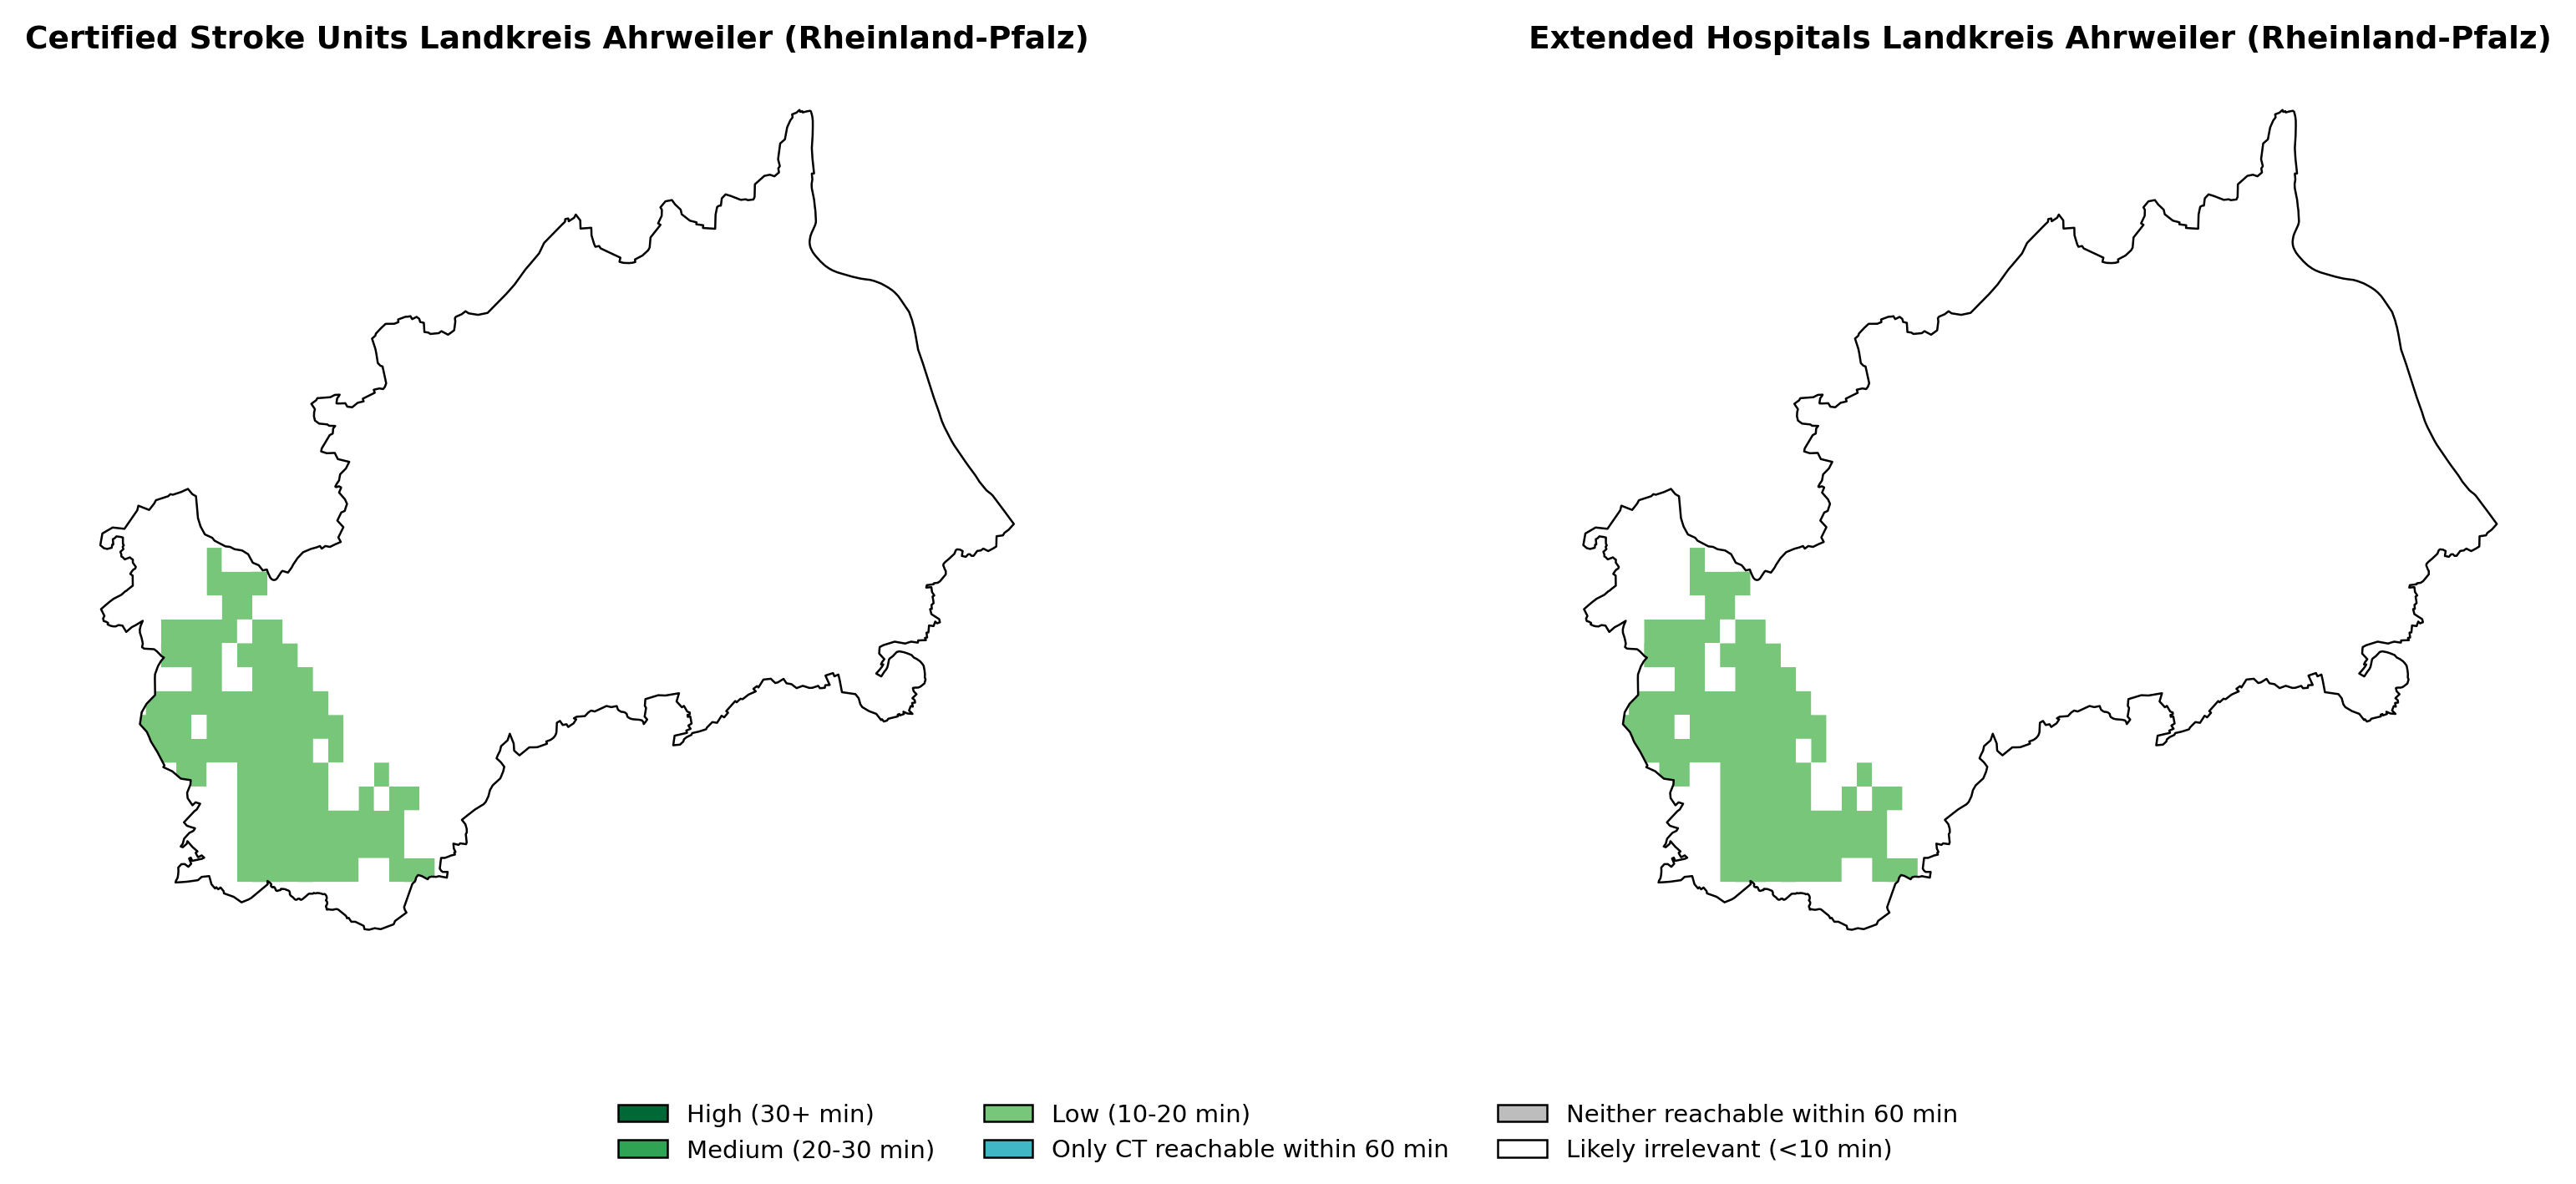 Certified Stroke Units Landkreis Ahrweiler (Rheinland-Pfalz)
Extended Hospitals Landkreis Ahrweiler (Rheinland-Pfalz)
High (30+ min)
Medium (20-30 min)
Low (10-20 min)
Only CT reachable within 60 min
Neither reachable within 60 min
Likely irrelevant (<10 min)